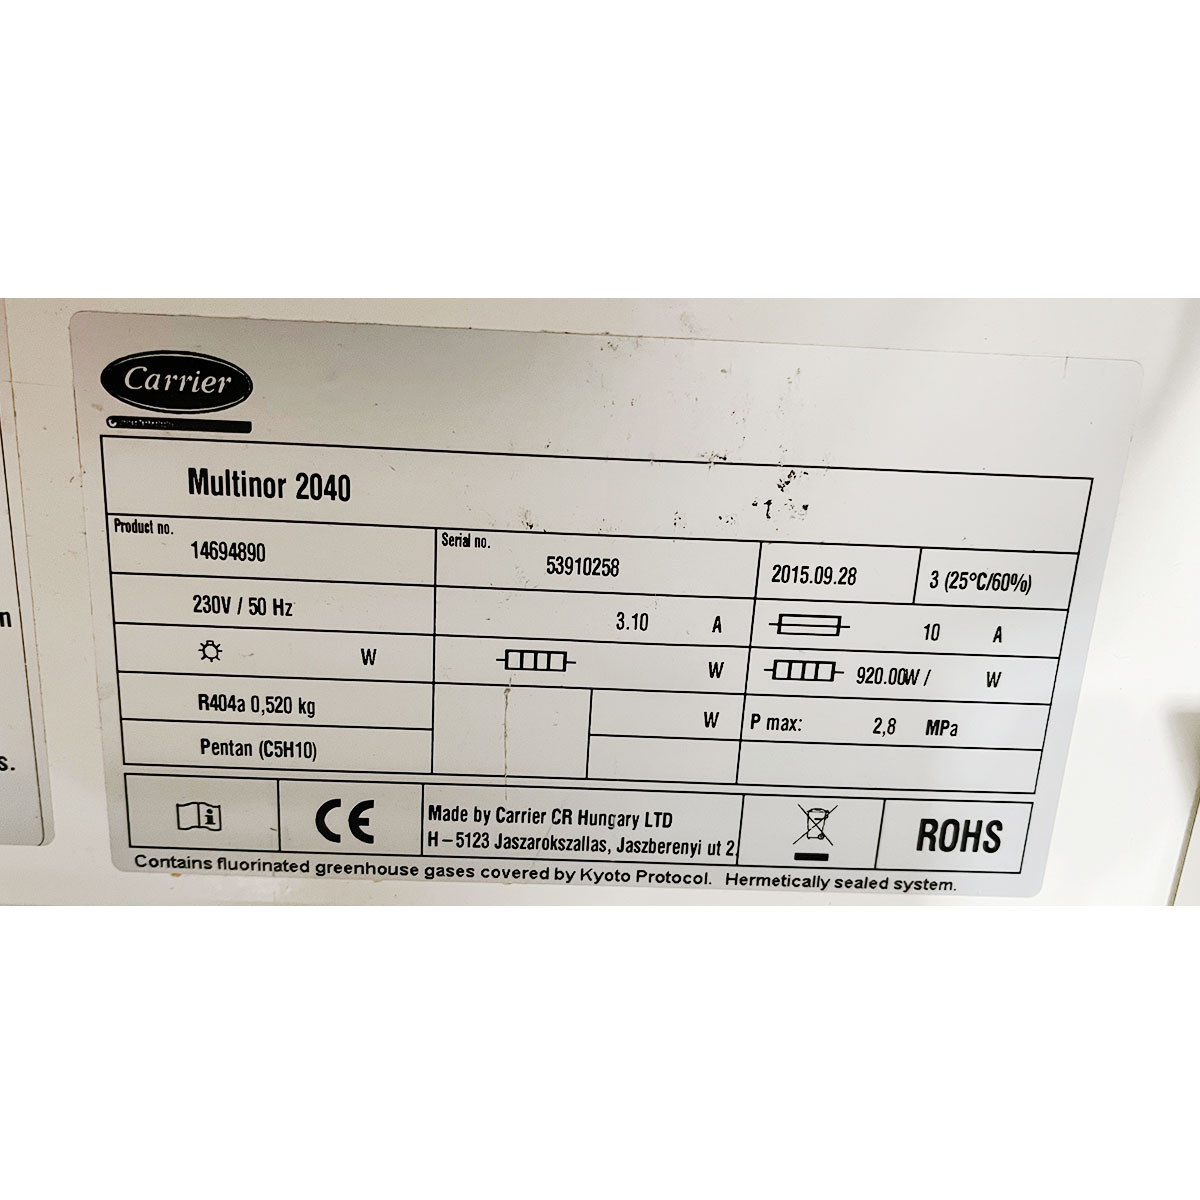 Carrier
Multinor 2040
Product no.
14694890
Serial no.
53910258
2015.09.28
3 (25°C/60%)
230V / 50 Hz
3.10 A
10 A
W
W
920.00W / W
R404a 0,520 kg
W
P max: 2,8 MPa
Pentan (C5H10)
i
CE
Made by Carrier CR Hungary LTD
H-5123 Jaszarokszallas, Jaszberenyi ut 2.
ROHS
Contains fluorinated greenhouse gases covered by Kyoto Protocol. Hermetically sealed system.
n
s.